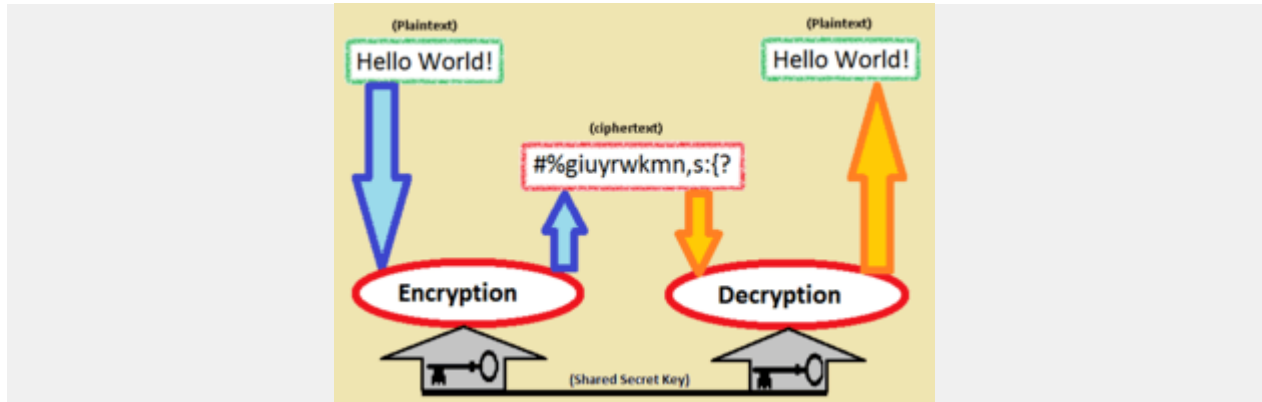 (Plaintext)
Hello World!
(Plaintext)
Hello World!
(ciphertext)
#%giuyrwkmn,s:{?
Encryption
Decryption
(Shared Secret Key)